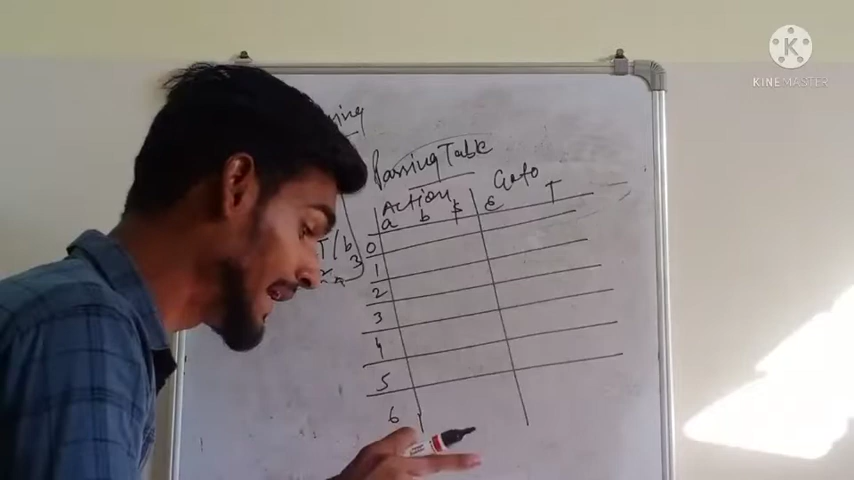 K
KINEMASTER
Parsing Table
Action Goto
a b $ E T
0
1
2
3
4
5
6
T/b
3